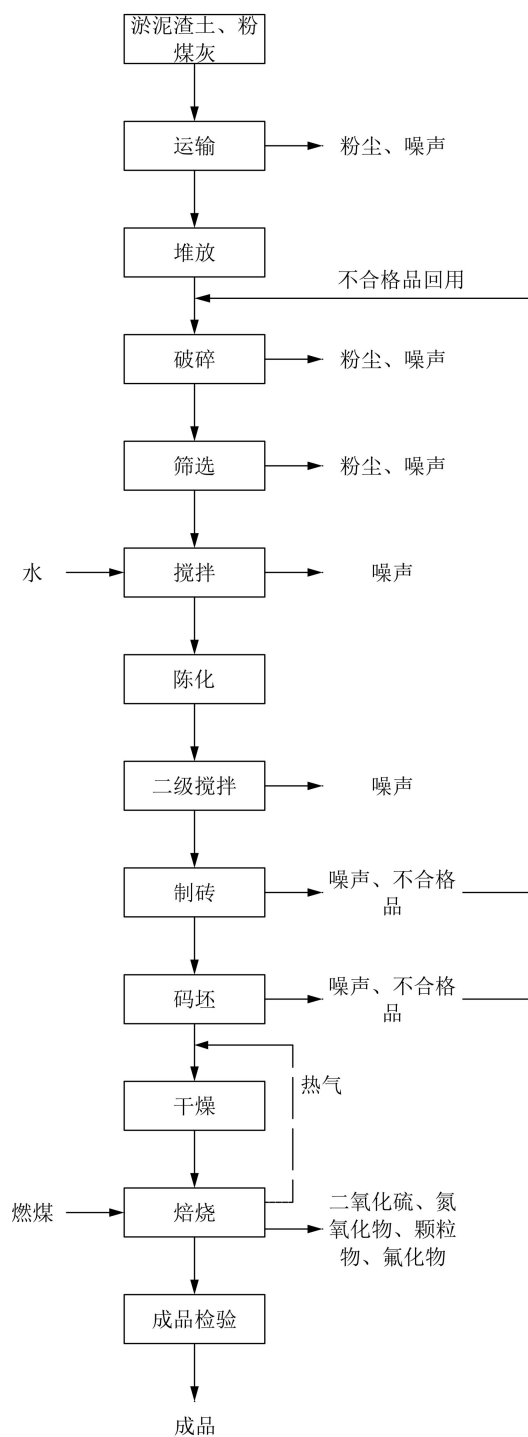 淤泥渣土、粉
煤灰
运输
粉尘、噪声
堆放
不合格品回用
破碎
粉尘、噪声
筛选
粉尘、噪声
水
搅拌
噪声
陈化
二级搅拌
噪声
制砖
噪声、不合格
品
码坯
噪声、不合格
品
热气
干燥
燃煤
焙烧
二氧化硫、氮
氧化物、颗粒
物、氟化物
成品检验
成品